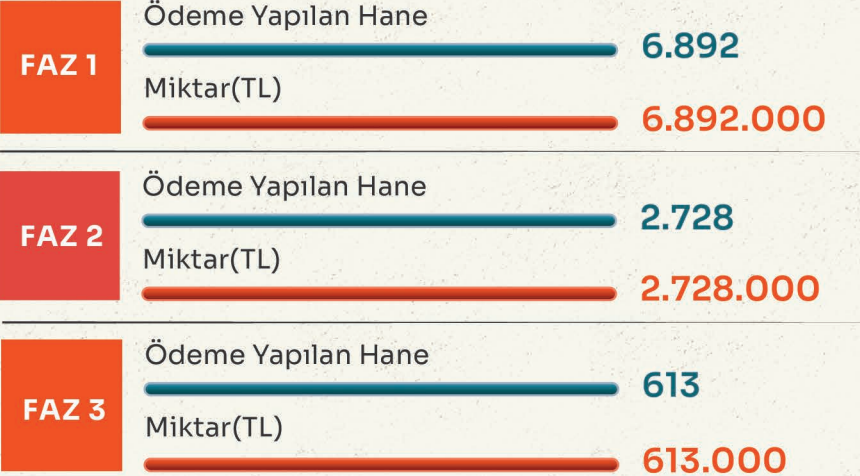 Ödeme Yapılan Hane
6.892
FAZ 1
Miktar(TL)
6.892.000
Ödeme Yapılan Hane
2.728
FAZ 2
Miktar(TL)
2.728.000
Ödeme Yapılan Hane
613
FAZ 3
Miktar(TL)
613.000